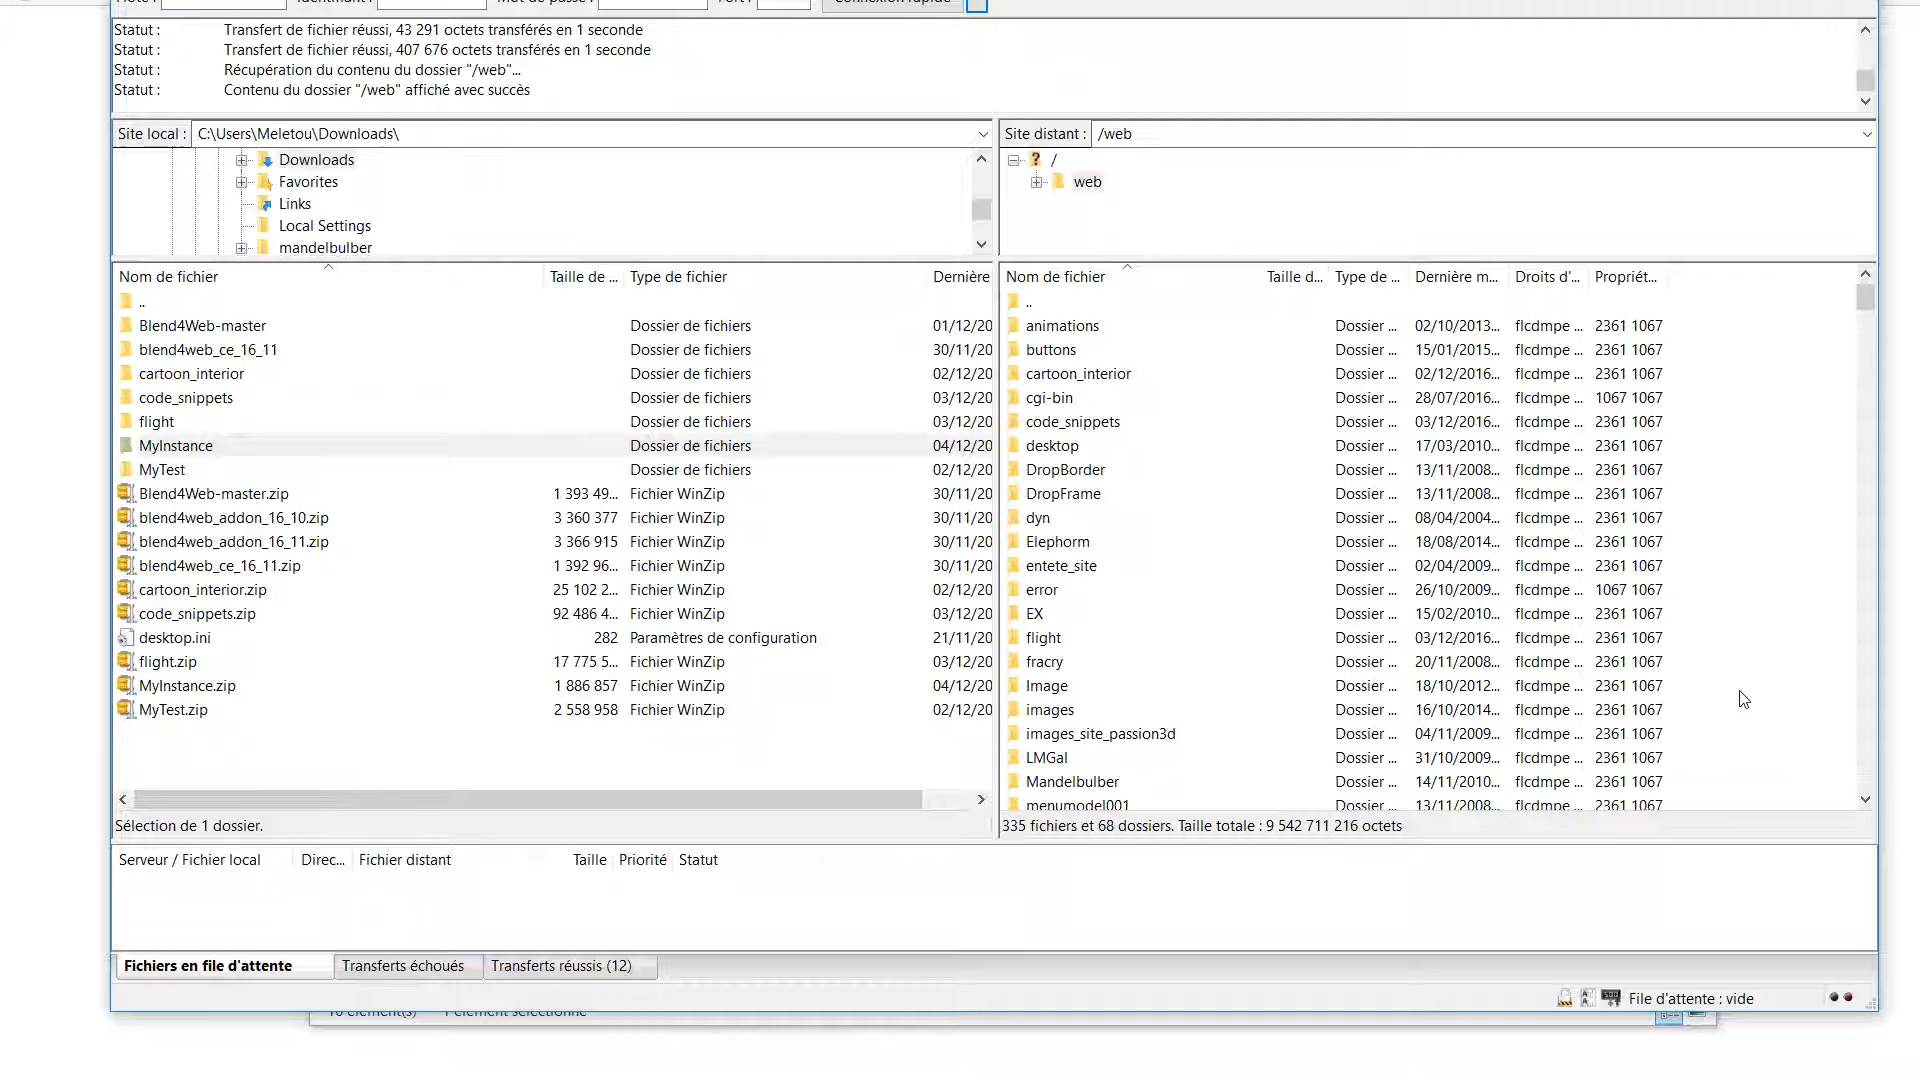 Hôte : Identifiant : Mot de passe : Port : Connexion rapide
Statut : Transfert de fichier réussi, 43 291 octets transférés en 1 seconde
Statut : Transfert de fichier réussi, 407 676 octets transférés en 1 seconde
Statut : Récupération du contenu du dossier "/web"...
Statut : Contenu du dossier "/web" affiché avec succès
Site local : C:\Users\Meletou\Downloads\
Downloads
Favorites
Links
Local Settings
mandelbulber
Nom de fichier Taille de ... Type de fichier Dernière
..
Blend4Web-master Dossier de fichiers 01/12/20
blend4web_ce_16_11 Dossier de fichiers 30/11/20
cartoon_interior Dossier de fichiers 02/12/20
code_snippets Dossier de fichiers 03/12/20
flight Dossier de fichiers 03/12/20
MyInstance Dossier de fichiers 04/12/20
MyTest Dossier de fichiers 02/12/20
Blend4Web-master.zip 1 393 49... Fichier WinZip 30/11/20
blend4web_addon_16_10.zip 3 360 377 Fichier WinZip 30/11/20
blend4web_addon_16_11.zip 3 366 915 Fichier WinZip 30/11/20
blend4web_ce_16_11.zip 1 392 96... Fichier WinZip 30/11/20
cartoon_interior.zip 25 102 2... Fichier WinZip 02/12/20
code_snippets.zip 92 486 4... Fichier WinZip 03/12/20
desktop.ini 282 Paramètres de configuration 21/11/20
flight.zip 17 775 5... Fichier WinZip 03/12/20
MyInstance.zip 1 886 857 Fichier WinZip 04/12/20
MyTest.zip 2 558 958 Fichier WinZip 02/12/20
Sélection de 1 dossier.
Site distant : /web
/
web
Nom de fichier Taille d... Type de ... Dernière m... Droits d'... Propriét...
..
animations Dossier ... 02/10/2013... flcdmpe ... 2361 1067
buttons Dossier ... 15/01/2015... flcdmpe ... 2361 1067
cartoon_interior Dossier ... 02/12/2016... flcdmpe ... 2361 1067
cgi-bin Dossier ... 28/07/2016... flcdmpe ... 1067 1067
code_snippets Dossier ... 03/12/2016... flcdmpe ... 2361 1067
desktop Dossier ... 17/03/2010... flcdmpe ... 2361 1067
DropBorder Dossier ... 13/11/2008... flcdmpe ... 2361 1067
DropFrame Dossier ... 13/11/2008... flcdmpe ... 2361 1067
dyn Dossier ... 08/04/2004... flcdmpe ... 2361 1067
Elephorm Dossier ... 18/08/2014... flcdmpe ... 2361 1067
entete_site Dossier ... 02/04/2009... flcdmpe ... 2361 1067
error Dossier ... 26/10/2009... flcdmpe ... 1067 1067
EX Dossier ... 15/02/2010... flcdmpe ... 2361 1067
flight Dossier ... 03/12/2016... flcdmpe ... 2361 1067
fracry Dossier ... 20/11/2008... flcdmpe ... 2361 1067
Image Dossier ... 18/10/2012... flcdmpe ... 2361 1067
images Dossier ... 16/10/2014... flcdmpe ... 2361 1067
images_site_passion3d Dossier ... 04/11/2009... flcdmpe ... 2361 1067
LMGal Dossier ... 31/10/2009... flcdmpe ... 2361 1067
Mandelbulber Dossier ... 14/11/2010... flcdmpe ... 2361 1067
menumodel001 Dossier ... 13/11/2008... flcdmpe ... 2361 1067
335 fichiers et 68 dossiers. Taille totale : 9 542 711 216 octets
Serveur / Fichier local Direc... Fichier distant Taille Priorité Statut
Fichiers en file d'attente Transferts échoués Transferts réussis (12)
File d'attente : vide
élément(s) 1 élément sélectionné